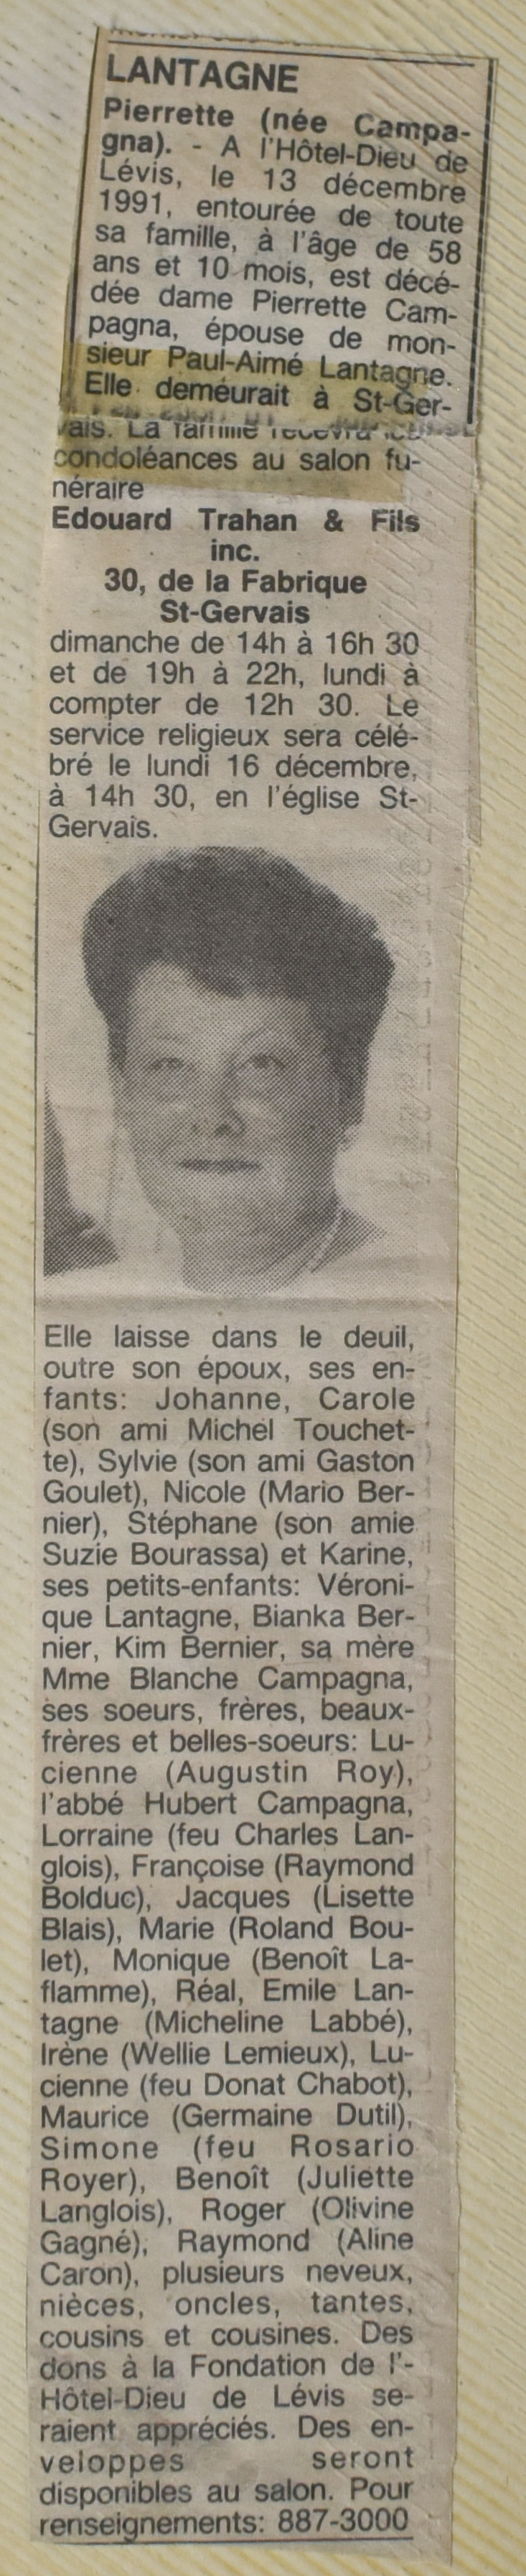 LANTAGNE
Pierrette (née Campa-
gna). - A l'Hôtel-Dieu de
Lévis, le 13 décembre
1991, entourée de toute
sa famille, à l'âge de 58
ans et 10 mois, est décé-
dée dame Pierrette Cam-
pagna, épouse de mon-
sieur Paul-Aimé Lantagne.
Elle demeurait à St-Ger-
vais. La famille recevra les
condoléances au salon fu-
néraire
Edouard Trahan & Fils
inc.
30, de la Fabrique
St-Gervais
dimanche de 14h à 16h 30
et de 19h à 22h, lundi à
compter de 12h 30. Le
service religieux sera célé-
bré le lundi 16 décembre,
à 14h 30, en l'église St-
Gervais.
Elle laisse dans le deuil,
outre son époux, ses en-
fants: Johanne, Carole
(son ami Michel Touchet-
te), Sylvie (son ami Gaston
Goulet), Nicole (Mario Ber-
nier), Stéphane (son amie
Suzie Bourassa) et Karine,
ses petits-enfants: Véroni-
que Lantagne, Bianka Ber-
nier, Kim Bernier, sa mère
Mme Blanche Campagna,
ses soeurs, frères, beaux-
frères et belles-soeurs: Lu-
cienne (Augustin Roy),
l'abbé Hubert Campagna,
Lorraine (feu Charles Lan-
glois), Françoise (Raymond
Bolduc), Jacques (Lisette
Blais), Marie (Roland Bou-
let), Monique (Benoît La-
flamme), Réal, Emile Lan-
tagne (Micheline Labbé),
Irène (Wellie Lemieux), Lu-
cienne (feu Donat Chabot),
Maurice (Germaine Dutil),
Simone (feu Rosario
Royer), Benoît (Juliette
Langlois), Roger (Olivine
Gagné), Raymond (Aline
Caron), plusieurs neveux,
nièces, oncles, tantes,
cousins et cousines. Des
dons à la Fondation de l'-
Hôtel-Dieu de Lévis se-
raient appréciés. Des en-
veloppes seront
disponibles au salon. Pour
renseignements: 887-3000